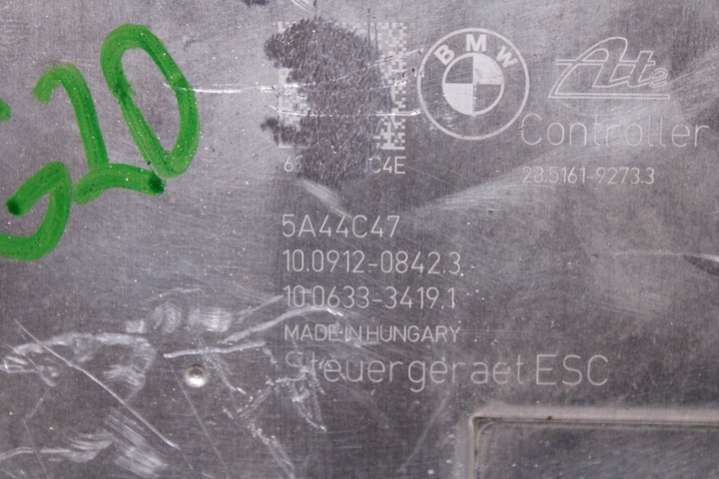 G20
BMW
Ate
Controller
28.5161-9273.3
C4E
5A44C47
10.0912-0842.3
10.0633-3419.1
MADE IN HUNGARY
Steuergeraet ESC